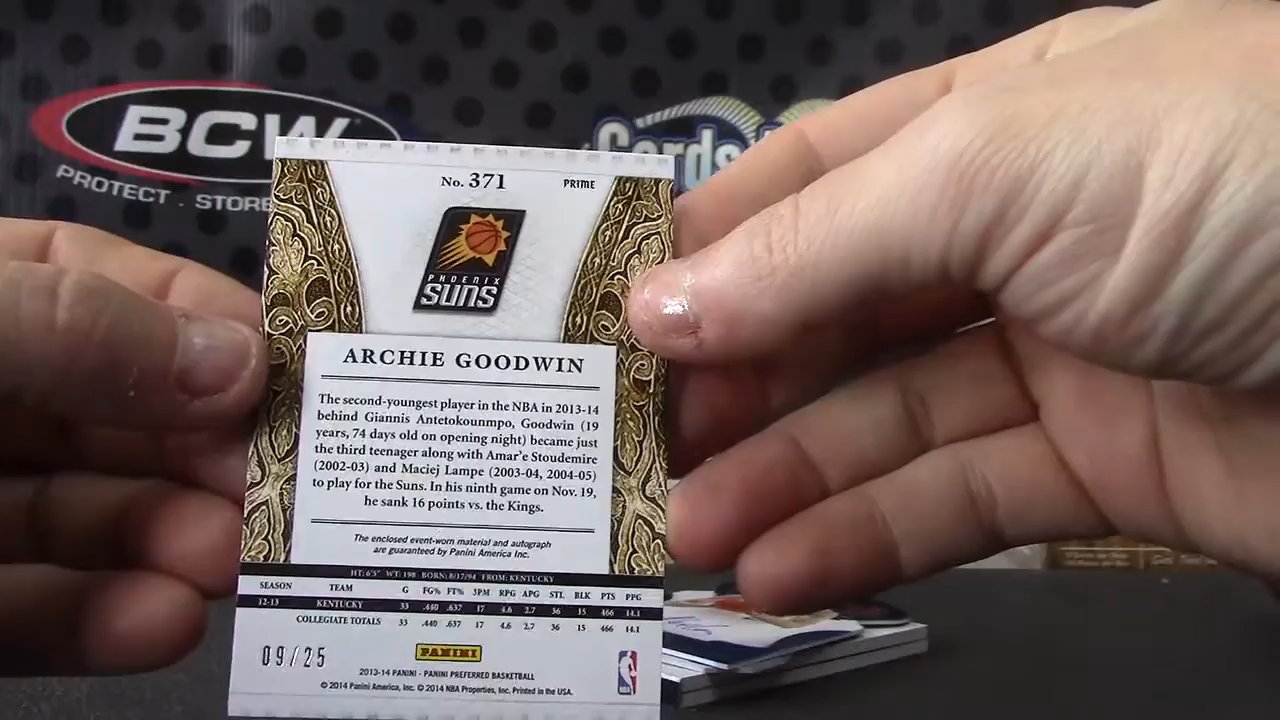 BCW
PROTECT . STORE
Cards
No. 371
PRIME
PHOENIX
SUNS
ARCHIE GOODWIN
The second-youngest player in the NBA in 2013-14
behind Giannis Antetokounmpo, Goodwin (19
years, 74 days old on opening night) became just
the third teenager along with Amar'e Stoudemire
(2002-03) and Maciej Lampe (2003-04, 2004-05)
to play for the Suns. In his ninth game on Nov. 19,
he sank 16 points vs. the Kings.
The enclosed event-worn material and autograph
are guaranteed by Panini America Inc.
HT: 6'5" WT: 198 BORN: 8/17/94 FROM: KENTUCKY
SEASON TEAM G FG% FT% 3PM RPG APG STL BLK PTS PPG
12-13 KENTUCKY 33 .440 .637 17 4.6 2.7 36 15 466 14.1
COLLEGIATE TOTALS 33 .440 .637 17 4.6 2.7 36 15 466 14.1
09/25
PANINI
2013-14 PANINI - PANINI PREFERRED BASKETBALL
© 2014 Panini America, Inc. © 2014 NBA Properties, Inc. Printed in the USA.